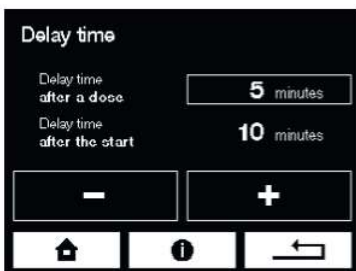 Delay time
Delay time
after a dose
5 minutes
Delay time
after the start
10 minutes
- +
i